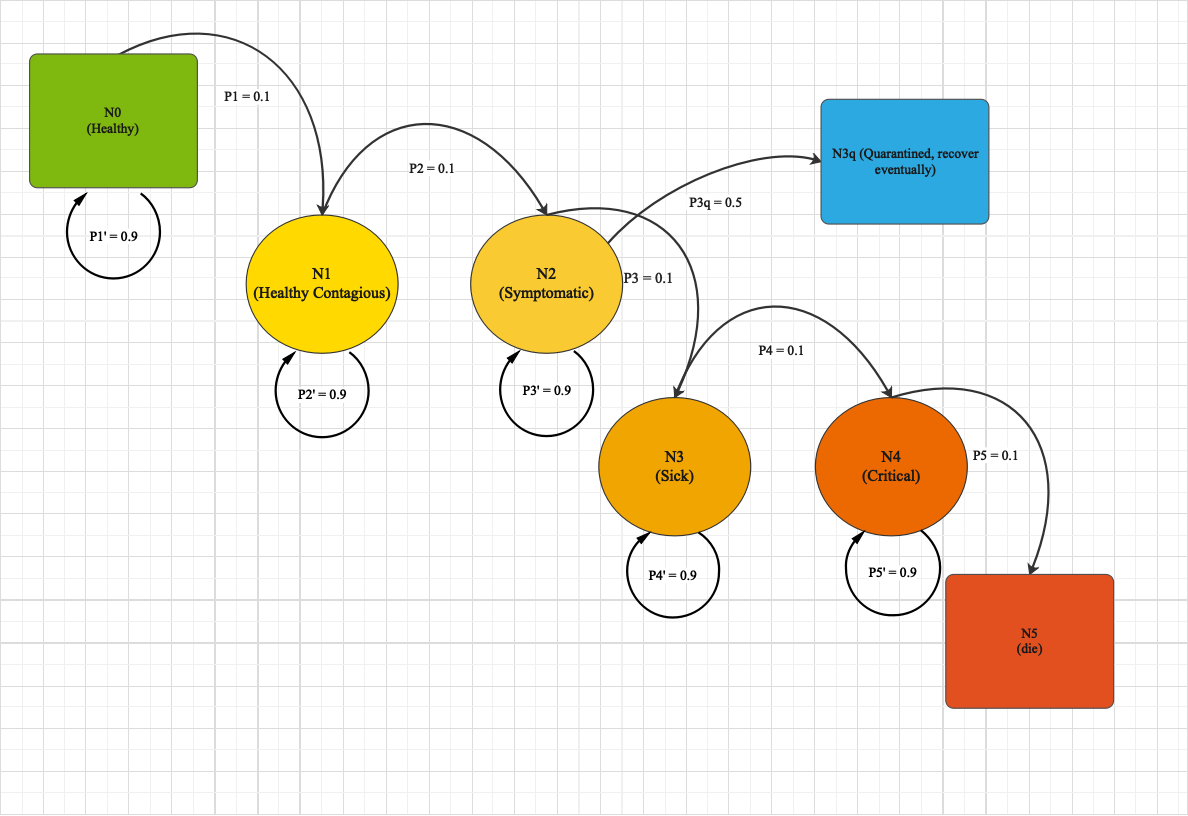 N0
(Healthy)
P1 = 0.1
P1' = 0.9
P2 = 0.1
N1
(Healthy Contagious)
P2' = 0.9
N2
(Symptomatic)
P3' = 0.9
P3q = 0.5
N3q (Quarantined, recover
eventually)
P3 = 0.1
N3
(Sick)
P4' = 0.9
P4 = 0.1
N4
(Critical)
P5' = 0.9
P5 = 0.1
N5
(die)